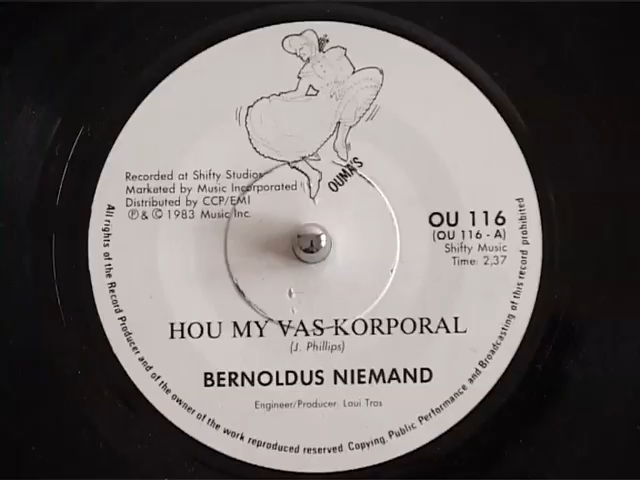 OUMA'S
Recorded at Shifty Studios
Marketed by Music Incorporated
Distributed by CCP/EMI
℗ & © 1983 Music Inc.
OU 116
(OU 116 - A)
Shifty Music
Time: 2,37
HOU MY VAS KORPORAL
(J. Phillips)
BERNOLDUS NIEMAND
Engineer/Producer, Loui Tras
All rights of the Record Producer and of the owner of the work reproduced reserved. Copying, Public Performance and Broadcasting of this record prohibited